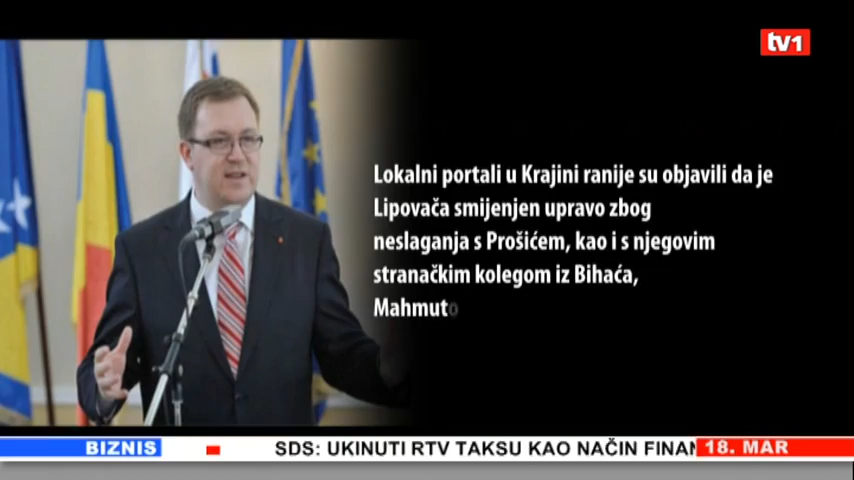 tv1
Lokalni portali u Krajini ranije su objavili da je
Lipovača smijenjen upravo zbog
neslaganja s Prošićem, kao i s njegovim
stranačkim kolegom iz Bihaća,
Mahmuto
BIZNIS
SDS: UKINUTI RTV TAKSU KAO NAČIN FINAN
18. MAR